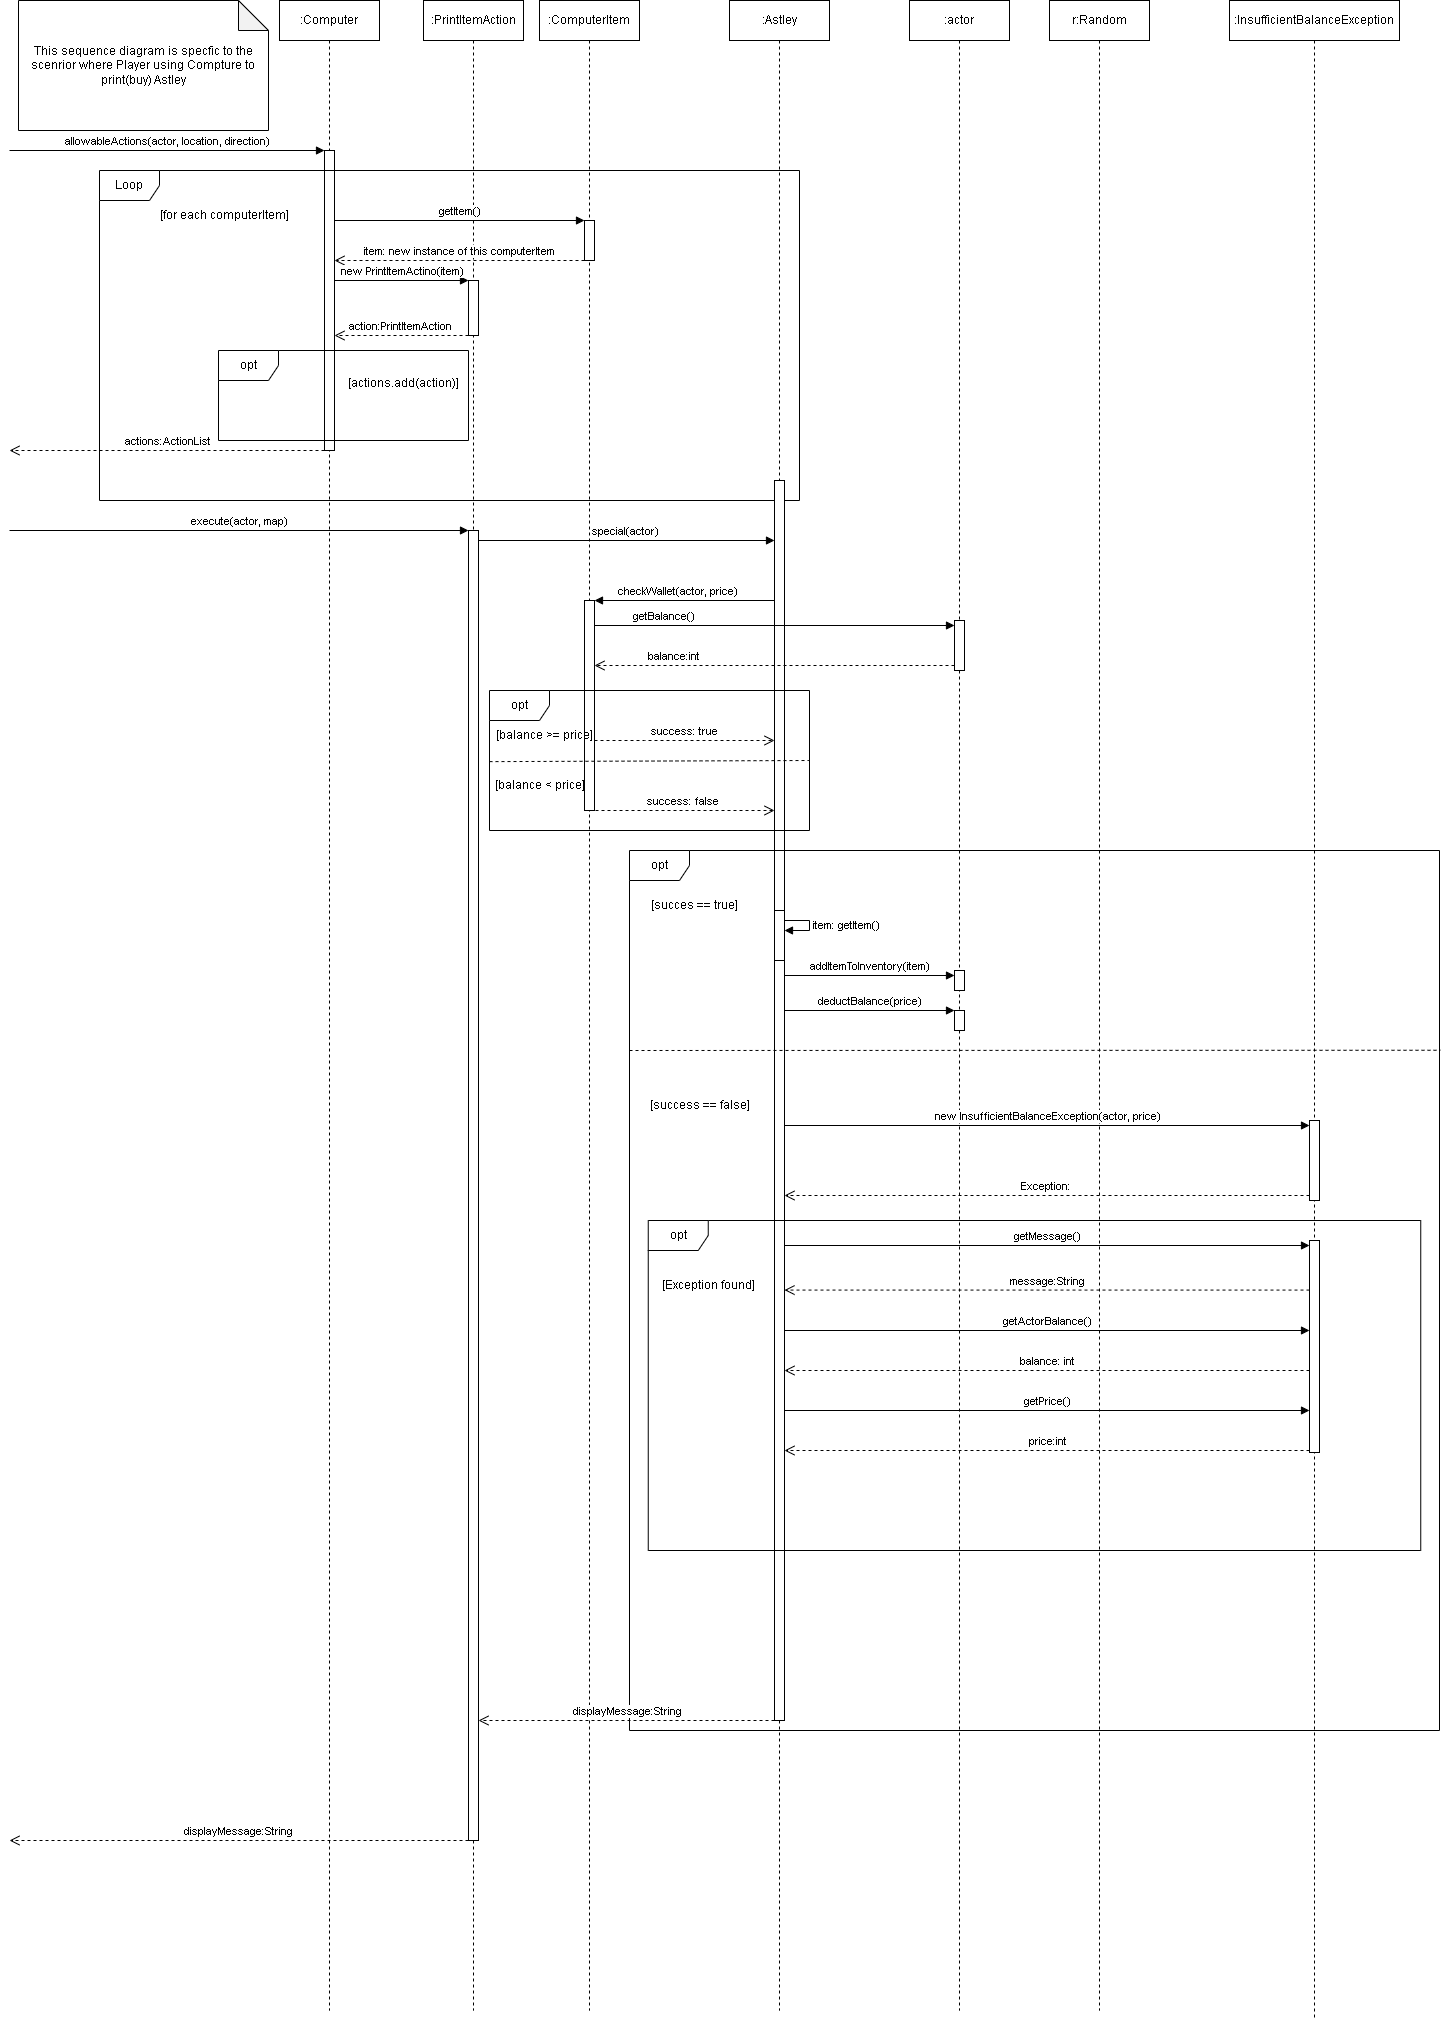 This sequence diagram is specfic to the
scenrior where Player using Compture to
print(buy) Astley
:Computer
:PrintItemAction
:ComputerItem
:Astley
:actor
r:Random
:InsufficientBalanceException
allowableActions(actor, location, direction)
Loop
[for each computerItem]
getItem()
item: new instance of this computerItem
new PrintItemActino(item)
action:PrintItemAction
opt
[actions.add(action)]
actions:ActionList
execute(actor, map)
special(actor)
checkWallet(actor, price)
getBalance()
balance:int
opt
[balance >= price]
success: true
[balance < price]
success: false
opt
[succes == true]
item: getItem()
addItemToInventory(item)
deductBalance(price)
[success == false]
new InsufficientBalanceException(actor, price)
Exception:
opt
getMessage()
[Exception found]
message:String
getActorBalance()
balance: int
getPrice()
price:int
displayMessage:String
displayMessage:String